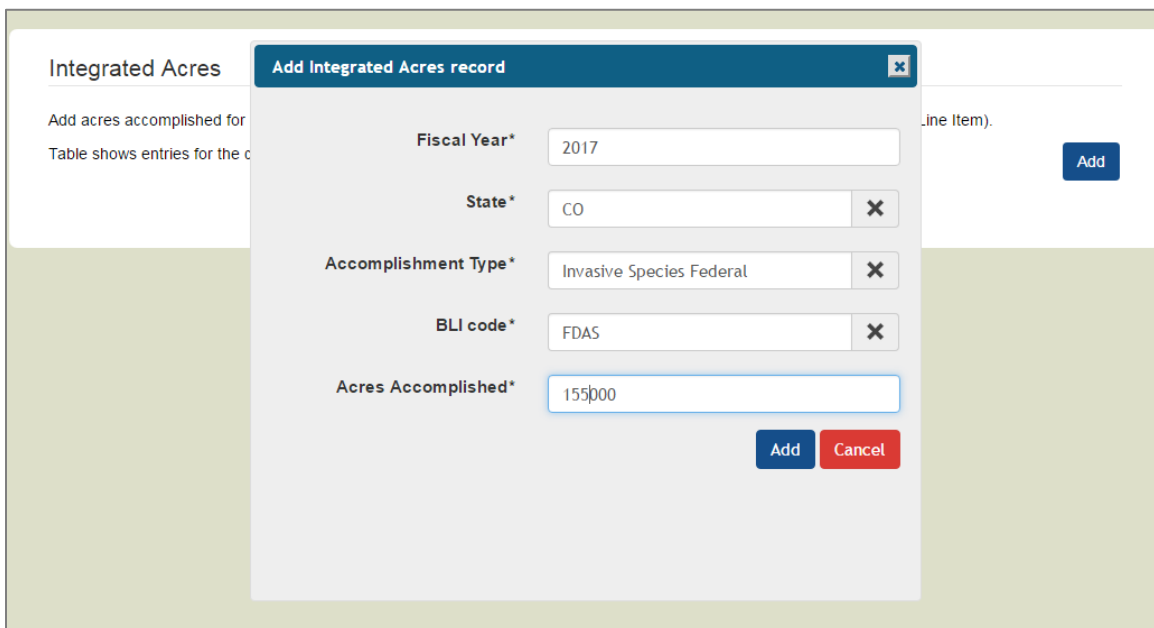 Integrated Acres
Add Integrated Acres record
Add acres accomplished for
Line Item).
Table shows entries for the
Add
Fiscal Year*
2017
State*
CO
Accomplishment Type*
Invasive Species Federal
BLI code*
FDAS
Acres Accomplished*
155000
Add
Cancel